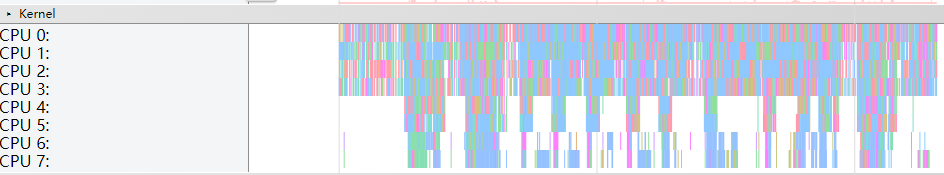 Kernel
CPU 0:
CPU 1:
CPU 2:
CPU 3:
CPU 4:
CPU 5:
CPU 6:
CPU 7: